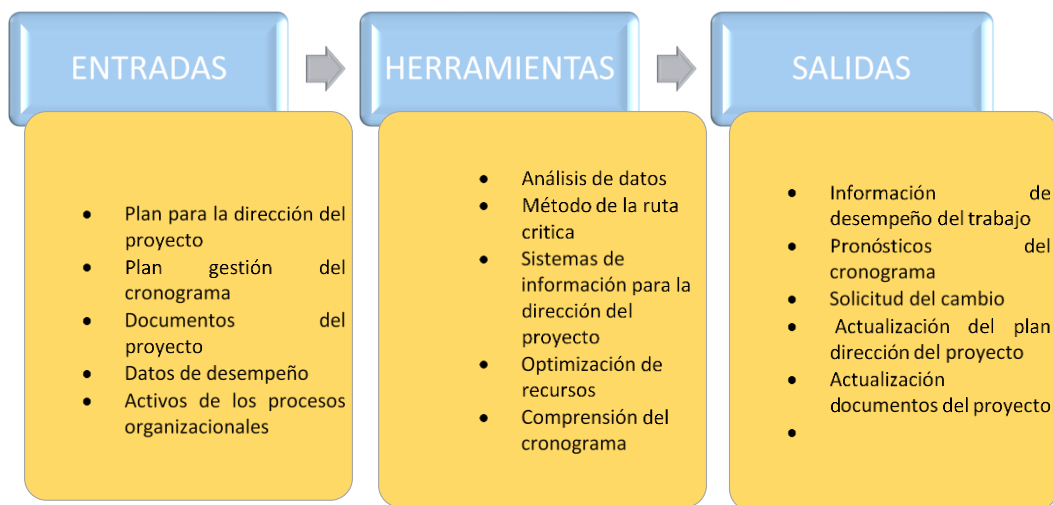 ENTRADAS
• Plan para la dirección del
proyecto
• Plan gestión del
cronograma
• Documentos del
proyecto
• Datos de desempeño
• Activos de los procesos
organizacionales
HERRAMIENTAS
• Análisis de datos
• Método de la ruta
critica
• Sistemas de
información para la
dirección del
proyecto
• Optimización de
recursos
• Comprensión del
cronograma
SALIDAS
• Información de
desempeño del trabajo
• Pronósticos del
cronograma
• Solicitud del cambio
• Actualización del plan
dirección del proyecto
• Actualización
documentos del proyecto
•